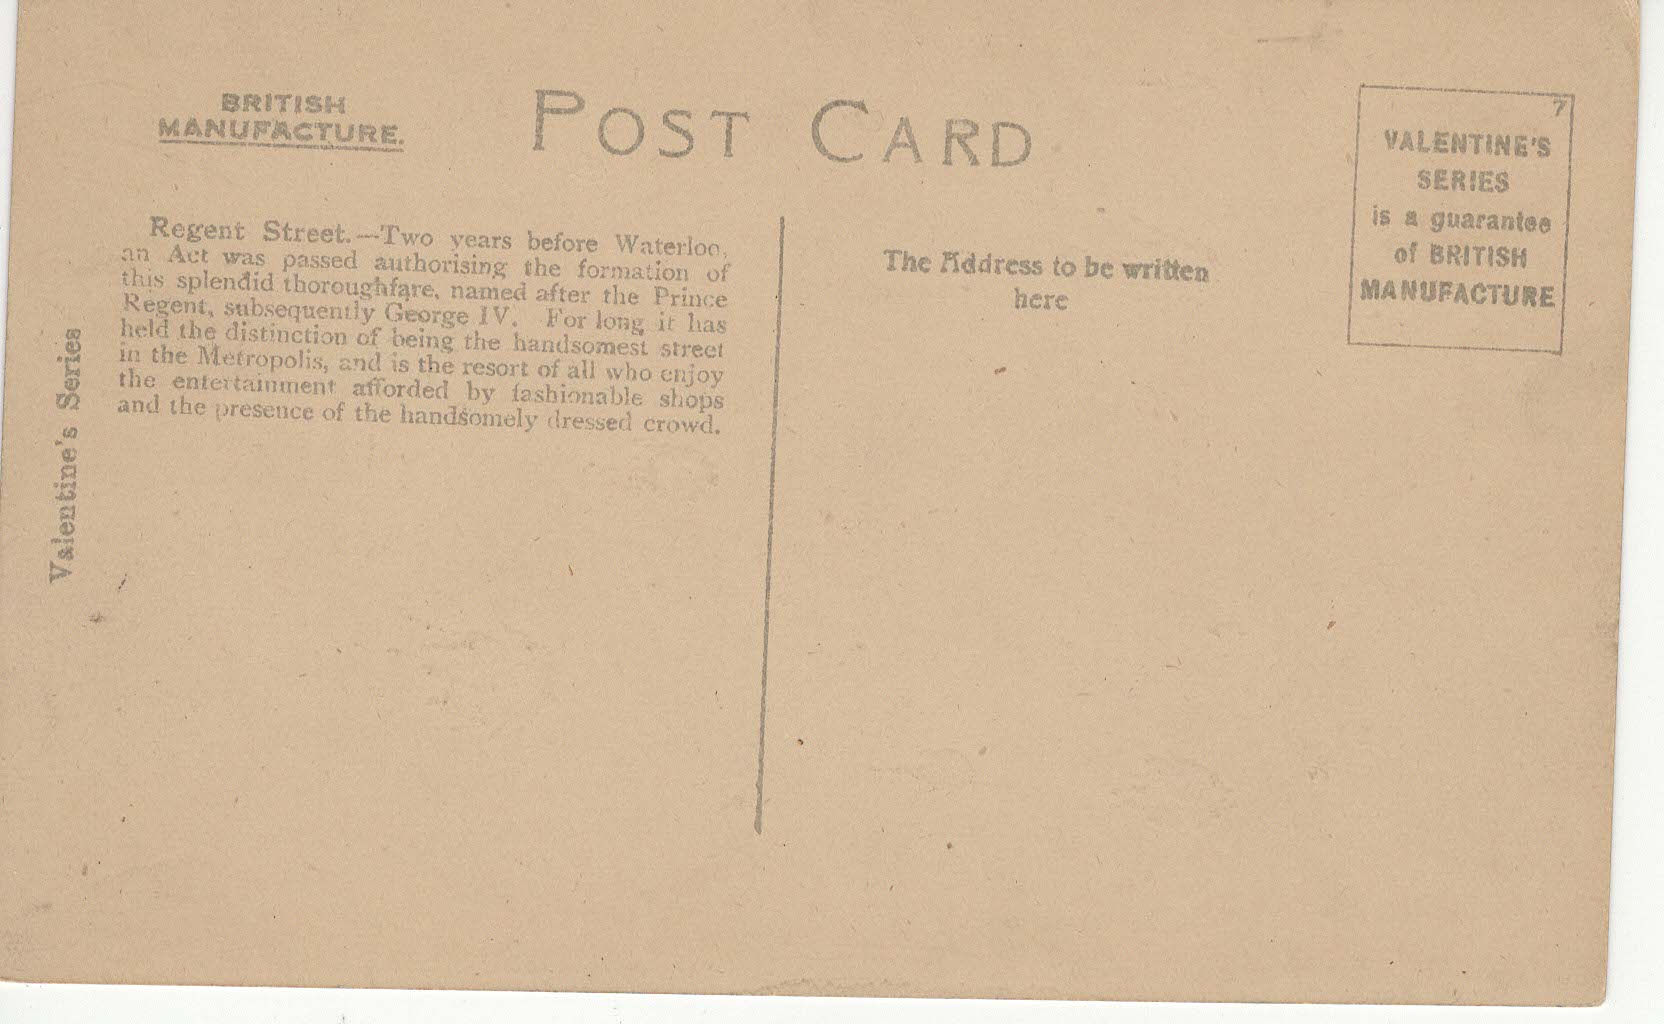 BRITISH
MANUFACTURE.
POST CARD
7
VALENTINE'S
SERIES
is a guarantee
of BRITISH
MANUFACTURE
Regent Street.—Two years before Waterloo,
an Act was passed authorising the formation of
this splendid thoroughfare, named after the Prince
Regent, subsequently George IV. For long it has
held the distinction of being the handsomest street
in the Metropolis, and is the resort of all who enjoy
the entertainment afforded by fashionable shops
and the presence of the handsomely dressed crowd.
The Address to be written
here
Valentine's Series